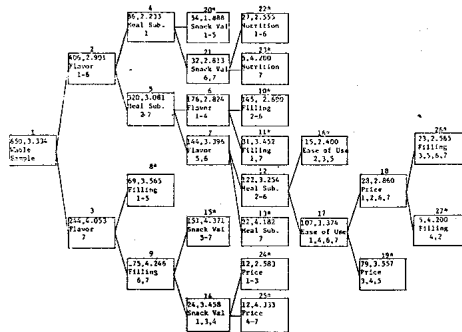 4
86,2.233
Meal Sub.
1
20*
54,1.888
Snack Val
1-5
22*
27,2.555
Nutrition
1-6
2
406,2.901
Flavor
1-6
21
32,2.813
Snack Val
6,7
23*
5,4.200
Nutrition
7
5
320,3.081
Meal Sub.
2-7
6
176,2.824
Flavor
1-4
10*
145, 2.690
Filling
2-6
1
650,3.334
Whole
Sample
7
144,3.396
Flavor
5,6
11*
31,3.452
Filling
1,7
16*
15,2.400
Ease of Use
2,3,5
26*
23,2.565
Filling
3,5,6,7
8*
69,3.565
Filling
1-5
12
122,3.254
Meal Sub.
2-6
18
28,2.860
Price
1,2,6,7
3
244,4.053
Flavor
7
15*
151,4.371
Snack Val
5-7
13*
22,4.182
Meal Sub.
7
17
107,3.374
Ease of Use
1,4,6,7
27*
5,4.200
Filling
4,2
9
175,4.246
Filling
6,7
24*
12,2.583
Price
1-3
19*
79,3.557
Price
3,4,5
24,3.458
Snack Val
1,3,4
25*
12,4.333
Price
4-7